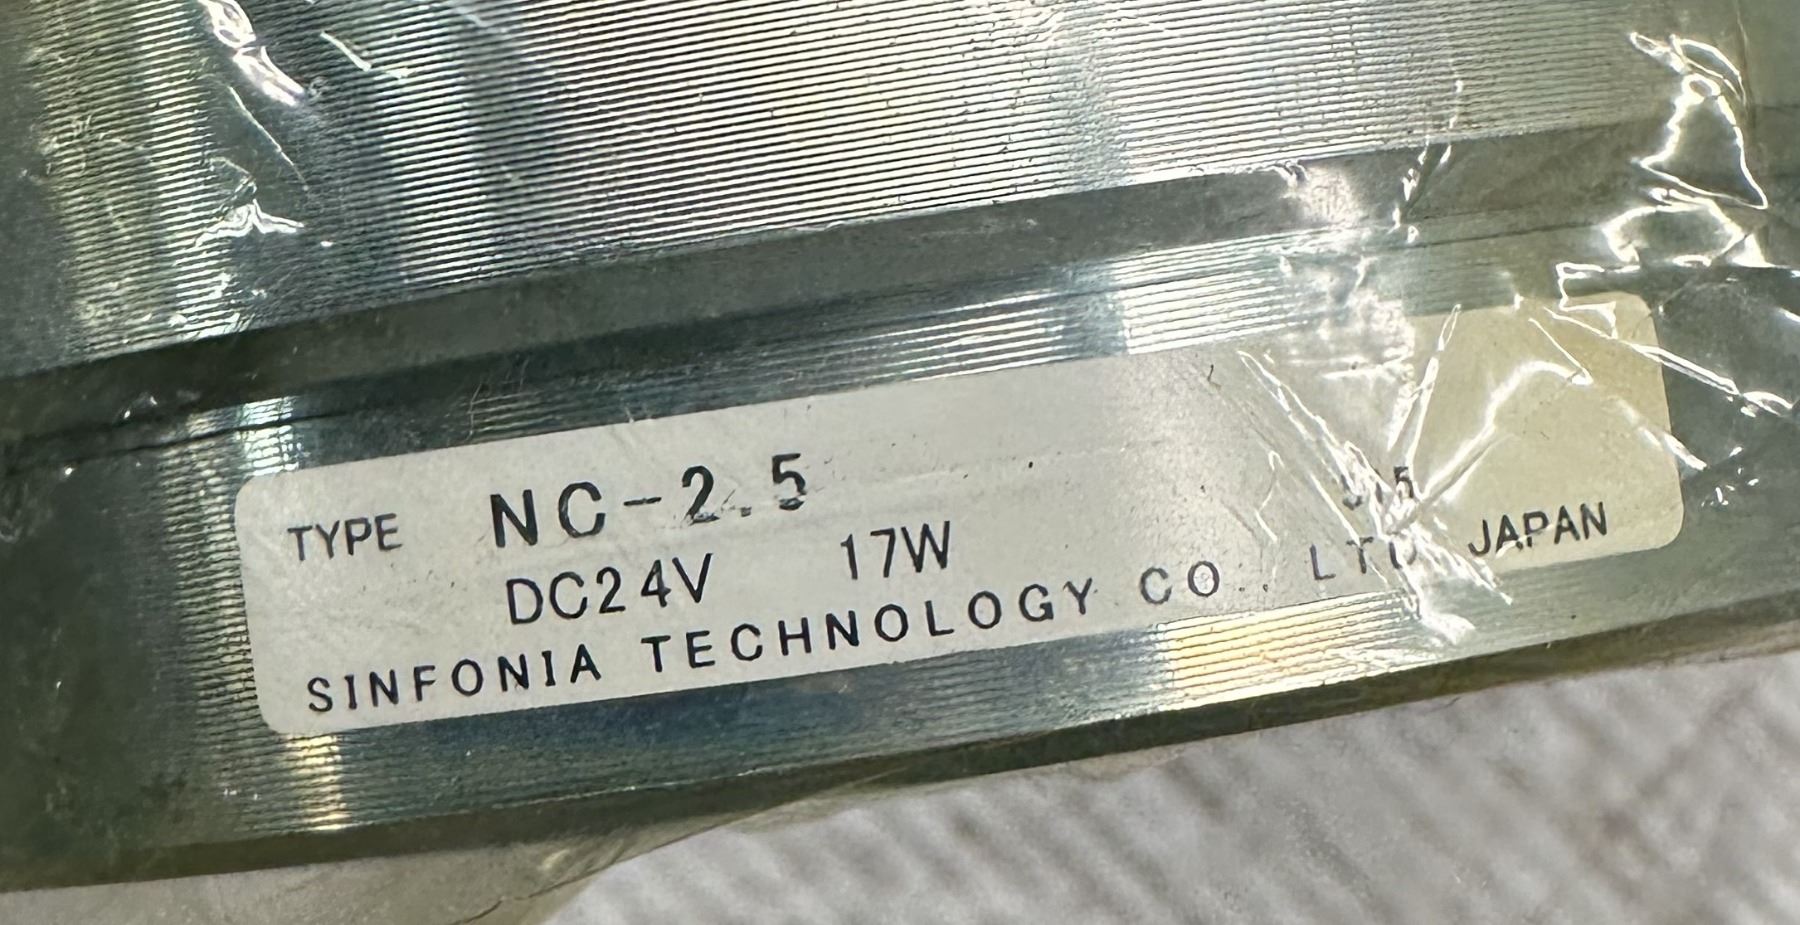 TYPE NC-2.5
DC24V 17W
SINFONIA TECHNOLOGY CO., LTD. JAPAN